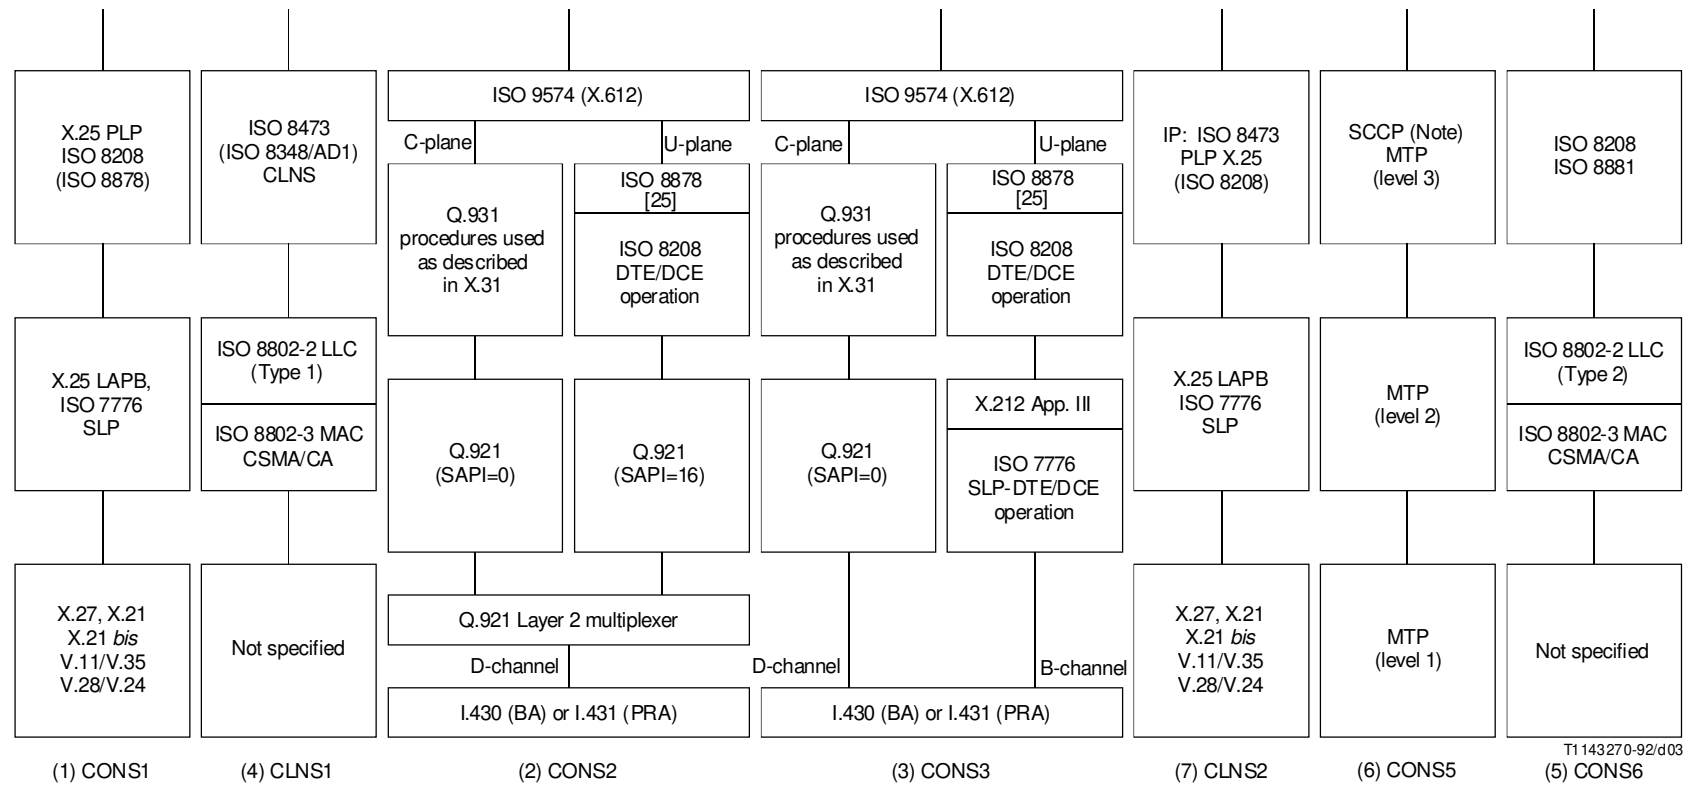 X.25 PLP
ISO 8208
(ISO 8878)
X.25 LAPB,
ISO 7776
SLP
X.27, X.21
X.21 bis
V.11/V.35
V.28/V.24
(1) CONS1
ISO 8473
(ISO 8348/AD1)
CLNS
ISO 8802-2 LLC
(Type 1)
ISO 8802-3 MAC
CSMA/CA
Not specified
(4) CLNS1
ISO 9574 (X.612)
C-plane
U-plane
Q.931
procedures used
as described
in X.31
ISO 8878
[25]
ISO 8208
DTE/DCE
operation
Q.921
(SAPI=0)
Q.921
(SAPI=16)
Q.921 Layer 2 multiplexer
D-channel
I.430 (BA) or I.431 (PRA)
(2) CONS2
ISO 9574 (X.612)
C-plane
U-plane
Q.931
procedures used
as described
in X.31
ISO 8878
[25]
ISO 8208
DTE/DCE
operation
Q.921
(SAPI=0)
X.212 App. III
ISO 7776
SLP-DTE/DCE
operation
D-channel
B-channel
I.430 (BA) or I.431 (PRA)
(3) CONS3
IP: ISO 8473
PLP X.25
(ISO 8208)
X.25 LAPB
ISO 7776
SLP
X.27, X.21
X.21 bis
V.11/V.35
V.28/V.24
(7) CLNS2
SCCP (Note)
MTP
(level 3)
MTP
(level 2)
MTP
(level 1)
(6) CONS5
ISO 8208
ISO 8881
ISO 8802-2 LLC
(Type 2)
ISO 8802-3 MAC
CSMA/CA
Not specified
T1143270-92/d03
(5) CONS6